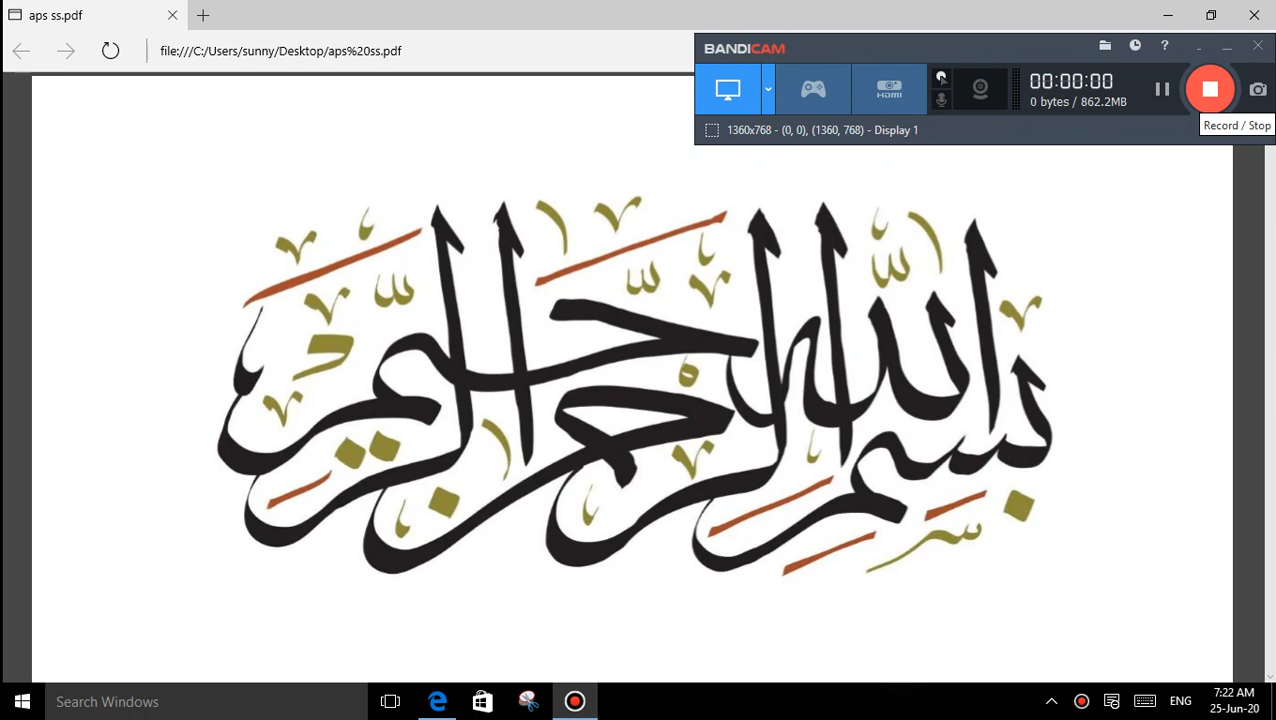 aps ss.pdf
file:///C:/Users/sunny/Desktop/aps%20ss.pdf
BANDICAM
HDMI
00:00:00
0 bytes / 862.2MB
Record / Stop
1360x768 - (0, 0), (1360, 768) - Display 1
بسم الله الرحمن الرحيم
Search Windows
ENG
7:22 AM
25-Jun-20